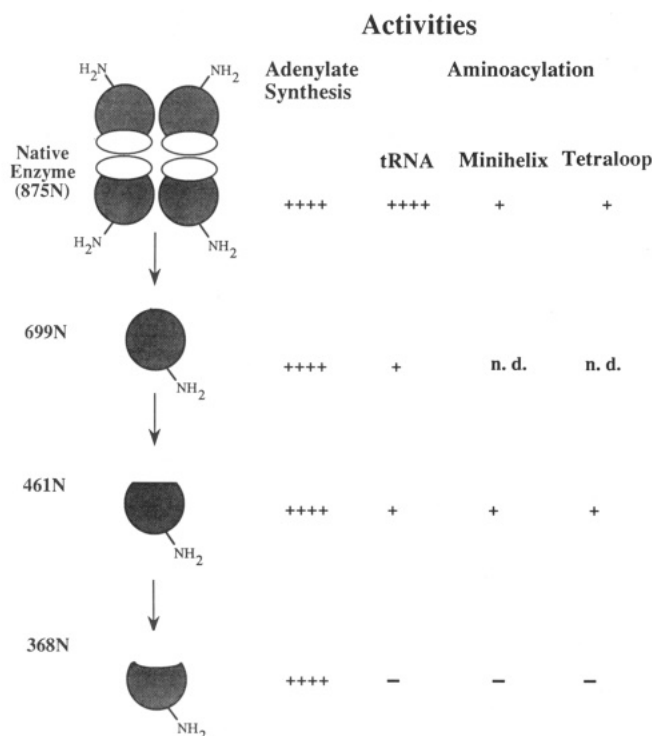 Activities
Adenylate
Synthesis
Aminoacylation
tRNA Minihelix Tetraloop
H2N NH2
Native
Enzyme
(875N)
++++ ++++ + +
H2N NH2
699N
++++ + n. d. n. d.
NH2
461N
++++ + + +
NH2
368N
++++ − − −
NH2